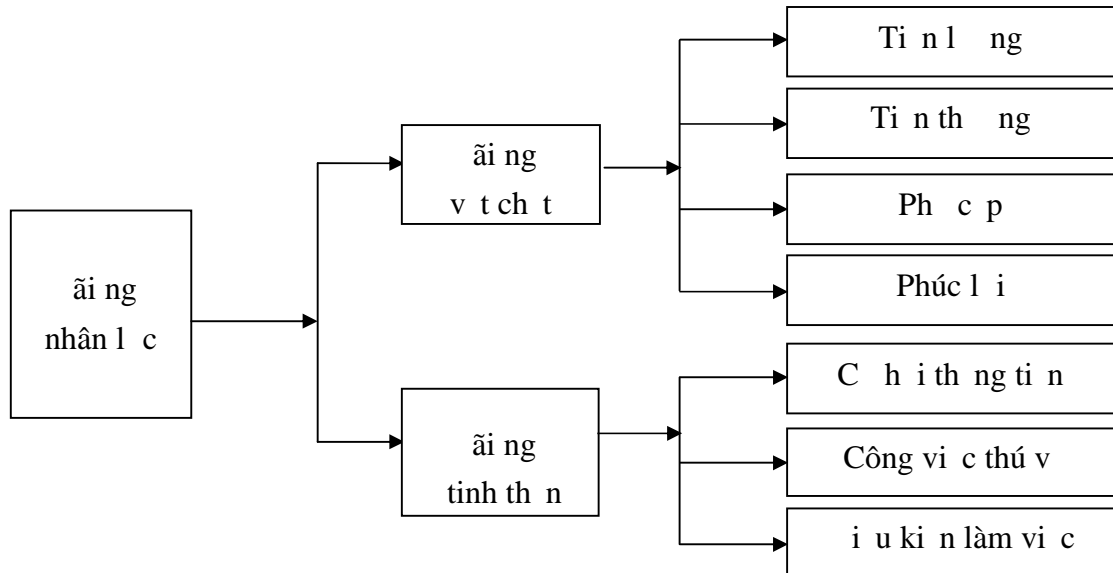 ãi ng
nhân l c
ãi ng
v t ch t
Ti n l ng
Ti n th ng
Ph c p
Phúc l i
ãi ng
tinh th n
C h i th ng ti n
Công vi c thú v
i u ki n làm vi c